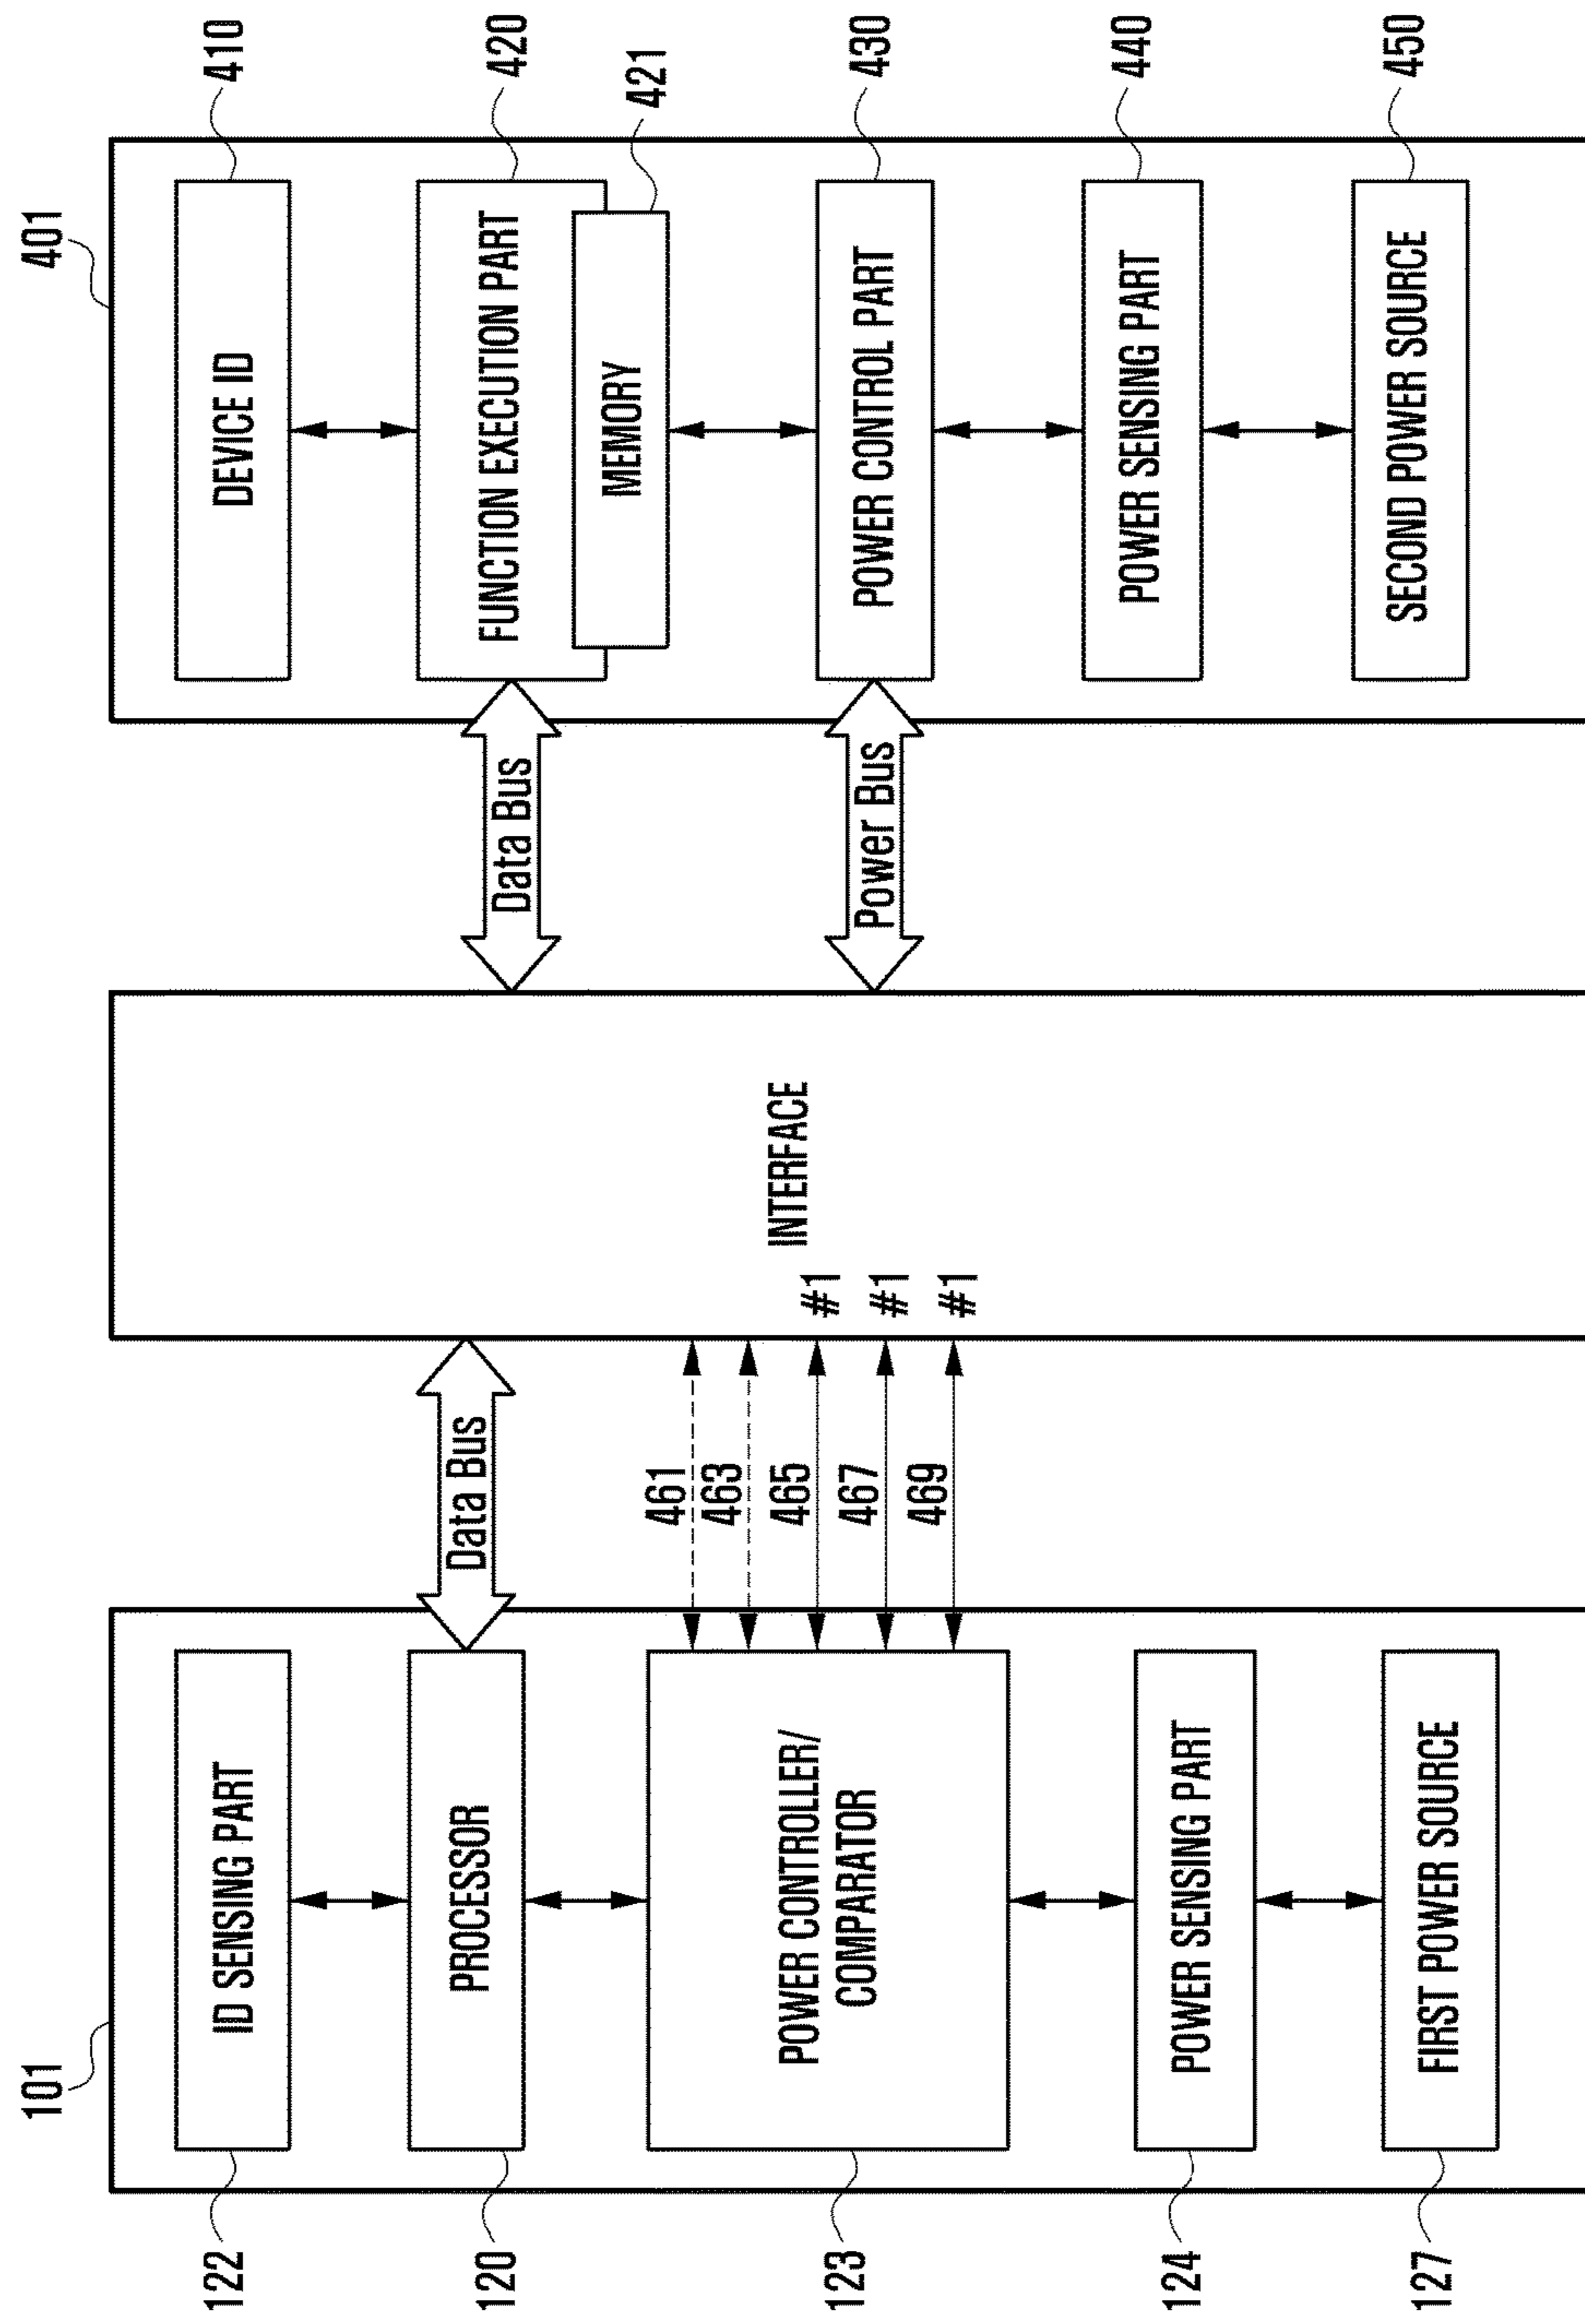 101
401
122
ID SENSING PART
120
PROCESSOR
123
POWER CONTROLLER/
COMPARATOR
124
POWER SENSING PART
127
FIRST POWER SOURCE
Data Bus
461
463
465
467
469
#1
#1
#1
INTERFACE
Data Bus
Power Bus
DEVICE ID
410
FUNCTION EXECUTION PART
420
MEMORY
421
POWER CONTROL PART
430
POWER SENSING PART
440
SECOND POWER SOURCE
450